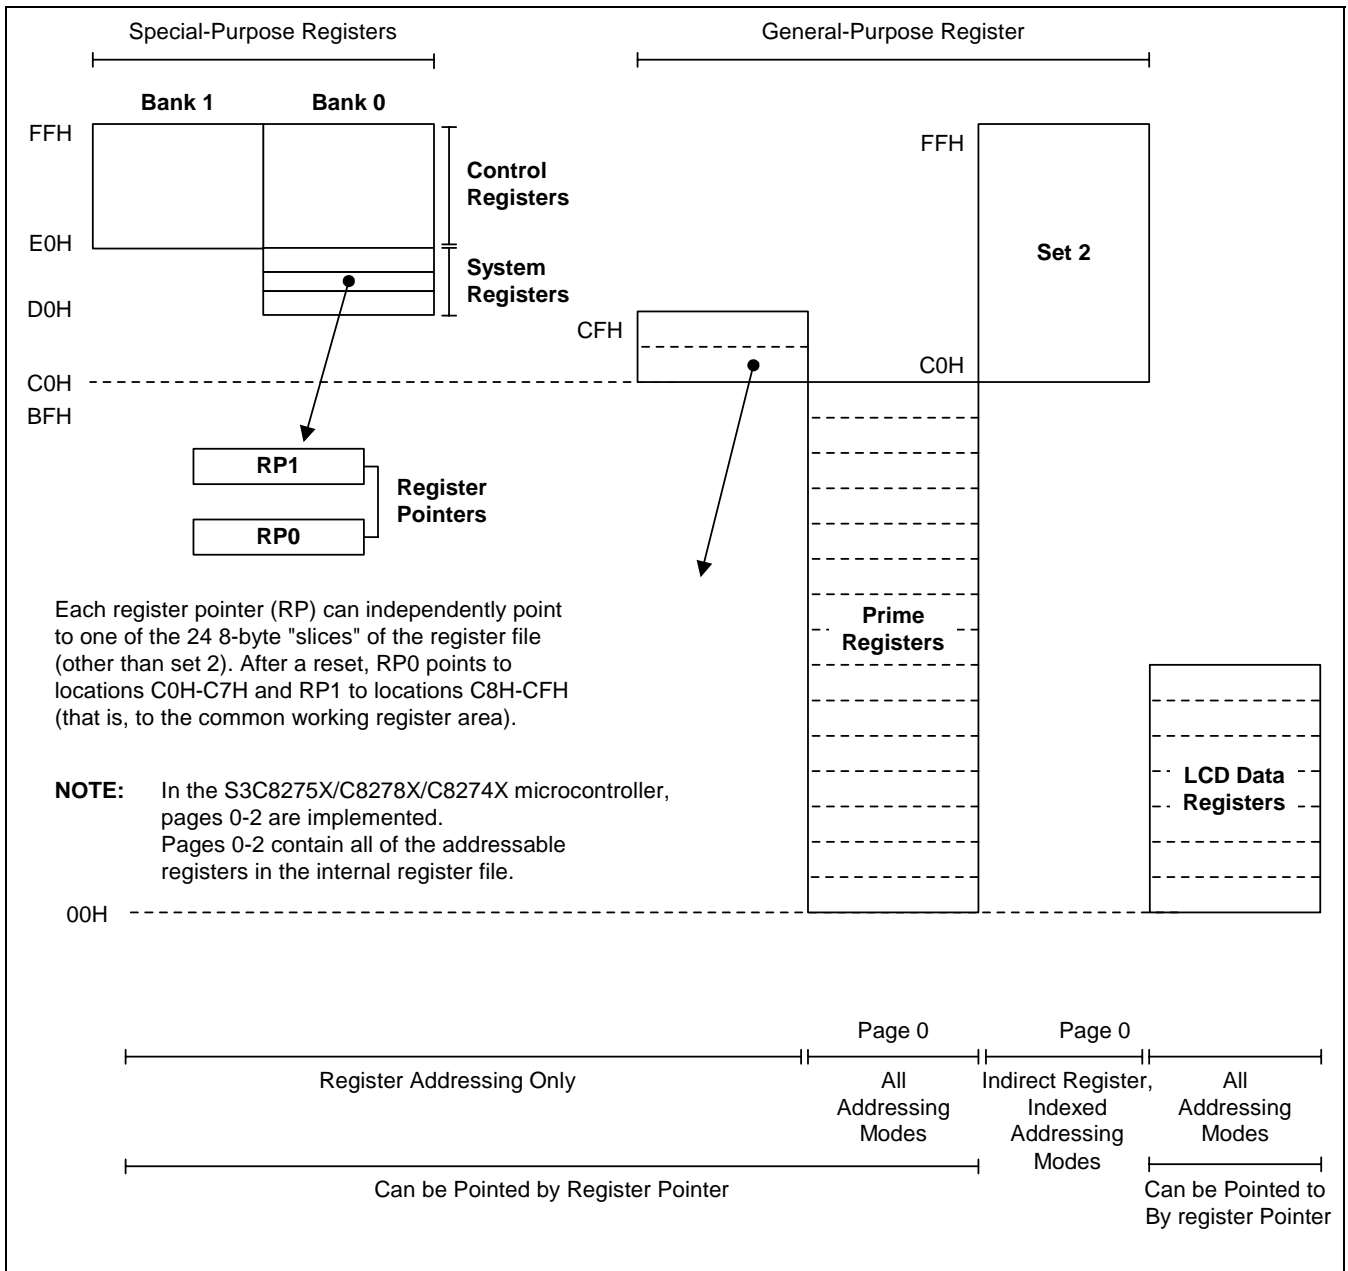 Special-Purpose Registers
General-Purpose Register
Bank 1
Bank 0
FFH
FFH
Control
Registers
E0H
Set 2
System
Registers
D0H
CFH
C0H
C0H
BFH
RP1
Register
Pointers
RP0
Each register pointer (RP) can independently point
to one of the 24 8-byte "slices" of the register file
(other than set 2). After a reset, RP0 points to
locations C0H-C7H and RP1 to locations C8H-CFH
(that is, to the common working register area).
Prime
Registers
NOTE: In the S3C8275X/C8278X/C8274X microcontroller,
pages 0-2 are implemented.
Pages 0-2 contain all of the addressable
registers in the internal register file.
LCD Data
Registers
00H
Page 0
Page 0
Register Addressing Only
All
Addressing
Modes
Indirect Register,
Indexed
Addressing
Modes
All
Addressing
Modes
Can be Pointed by Register Pointer
Can be Pointed to
By register Pointer